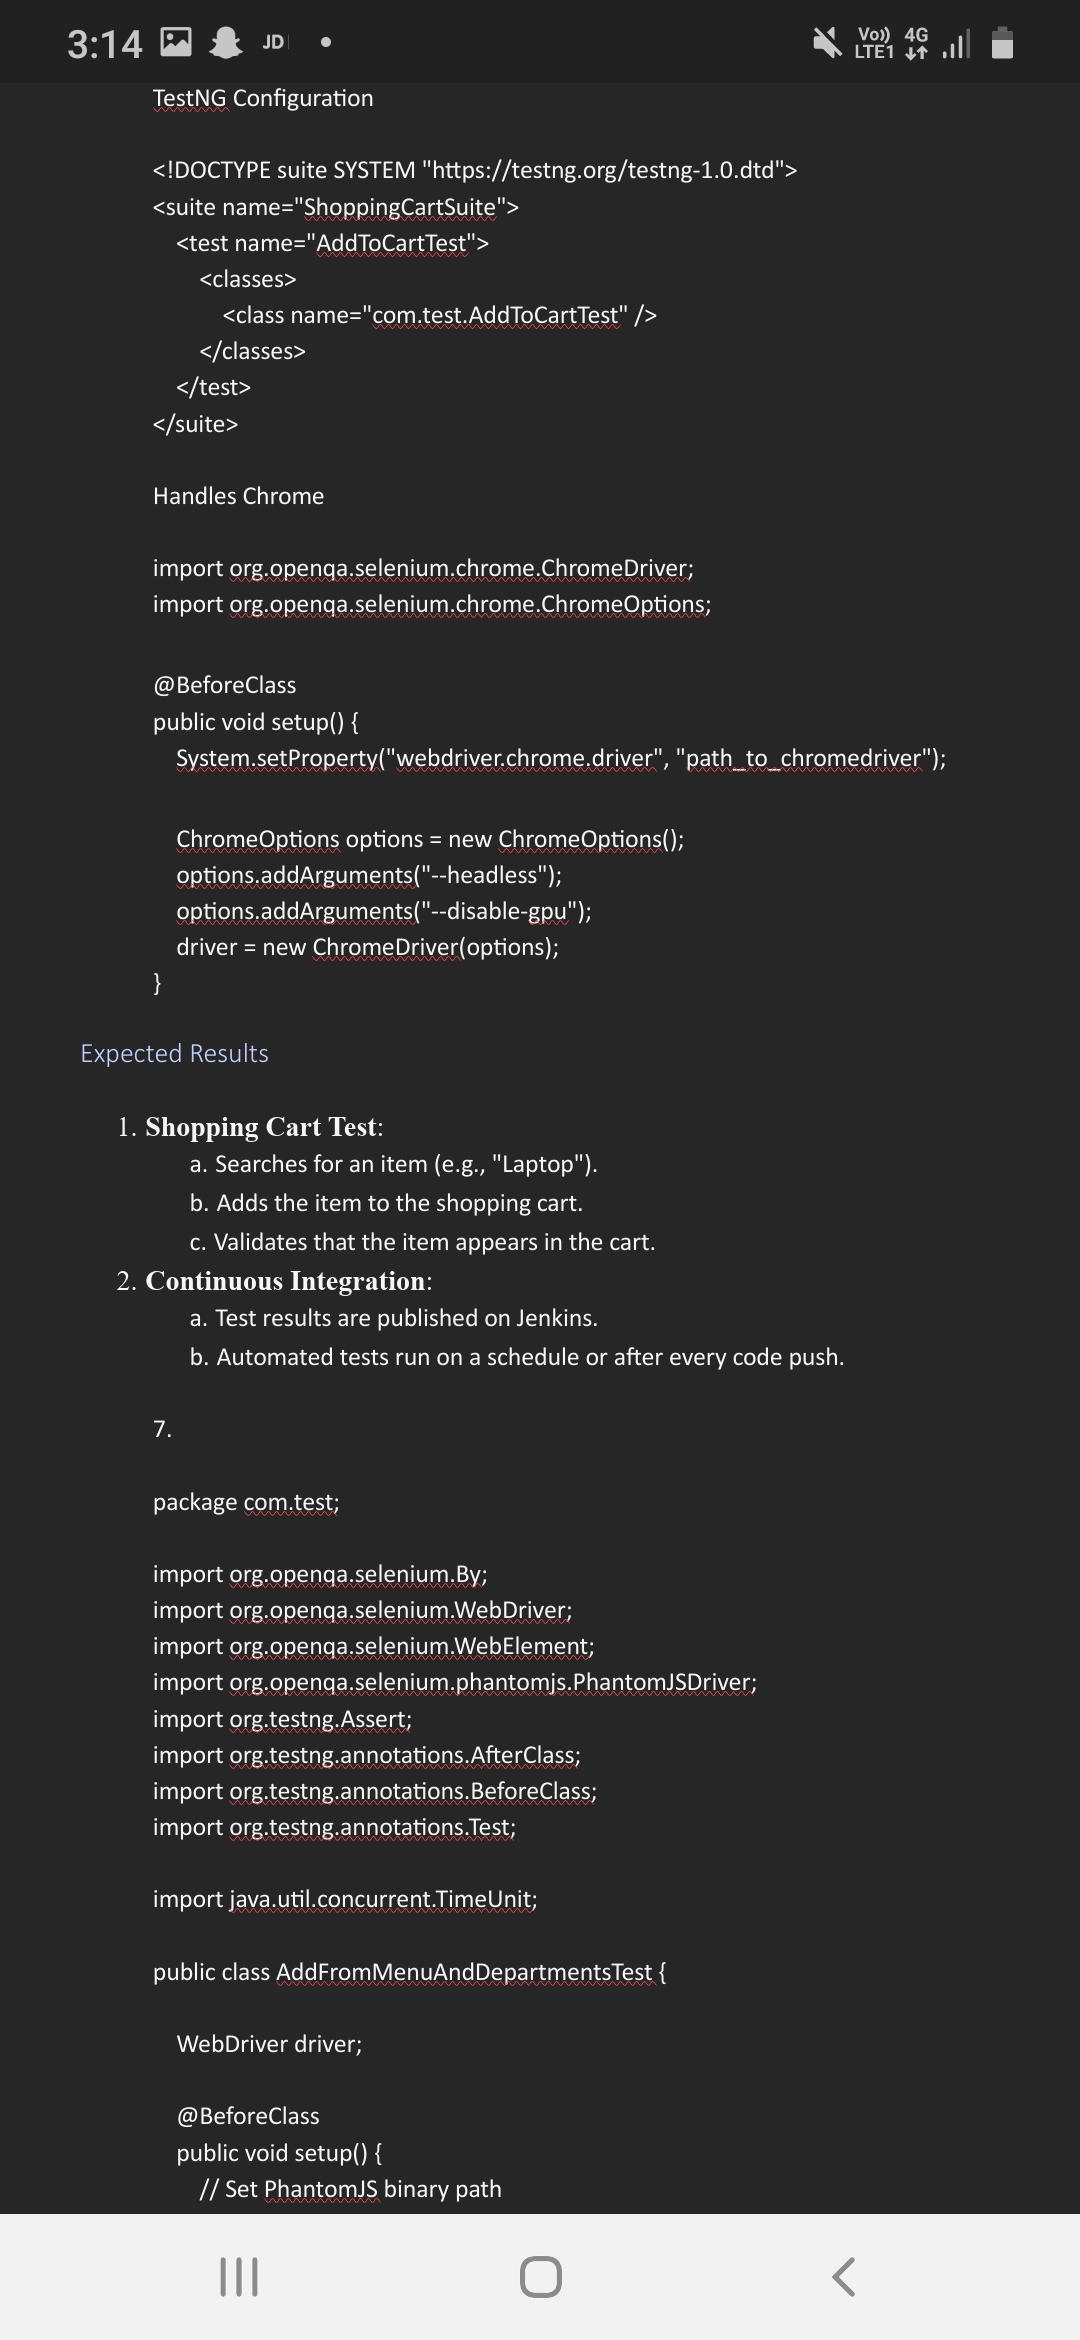 3:14 JD
Vo)) 4G
LTE1
TestNG Configuration
<!DOCTYPE suite SYSTEM "https://testng.org/testng-1.0.dtd">
<suite name="ShoppingCartSuite">
<test name="AddToCartTest">
<classes>
<class name="com.test.AddToCartTest" />
</classes>
</test>
</suite>
Handles Chrome
import org.openqa.selenium.chrome.ChromeDriver;
import org.openqa.selenium.chrome.ChromeOptions;
@BeforeClass
public void setup() {
System.setProperty("webdriver.chrome.driver", "path_to_chromedriver");
ChromeOptions options = new ChromeOptions();
options.addArguments("--headless");
options.addArguments("--disable-gpu");
driver = new ChromeDriver(options);
}
Expected Results
1. Shopping Cart Test:
a. Searches for an item (e.g., "Laptop").
b. Adds the item to the shopping cart.
c. Validates that the item appears in the cart.
2. Continuous Integration:
a. Test results are published on Jenkins.
b. Automated tests run on a schedule or after every code push.
7.
package com.test;
import org.openqa.selenium.By;
import org.openqa.selenium.WebDriver;
import org.openqa.selenium.WebElement;
import org.openqa.selenium.phantomjs.PhantomJSDriver;
import org.testng.Assert;
import org.testng.annotations.AfterClass;
import org.testng.annotations.BeforeClass;
import org.testng.annotations.Test;
import java.util.concurrent.TimeUnit;
public class AddFromMenuAndDepartmentsTest {
WebDriver driver;
@BeforeClass
public void setup() {
// Set PhantomJS binary path